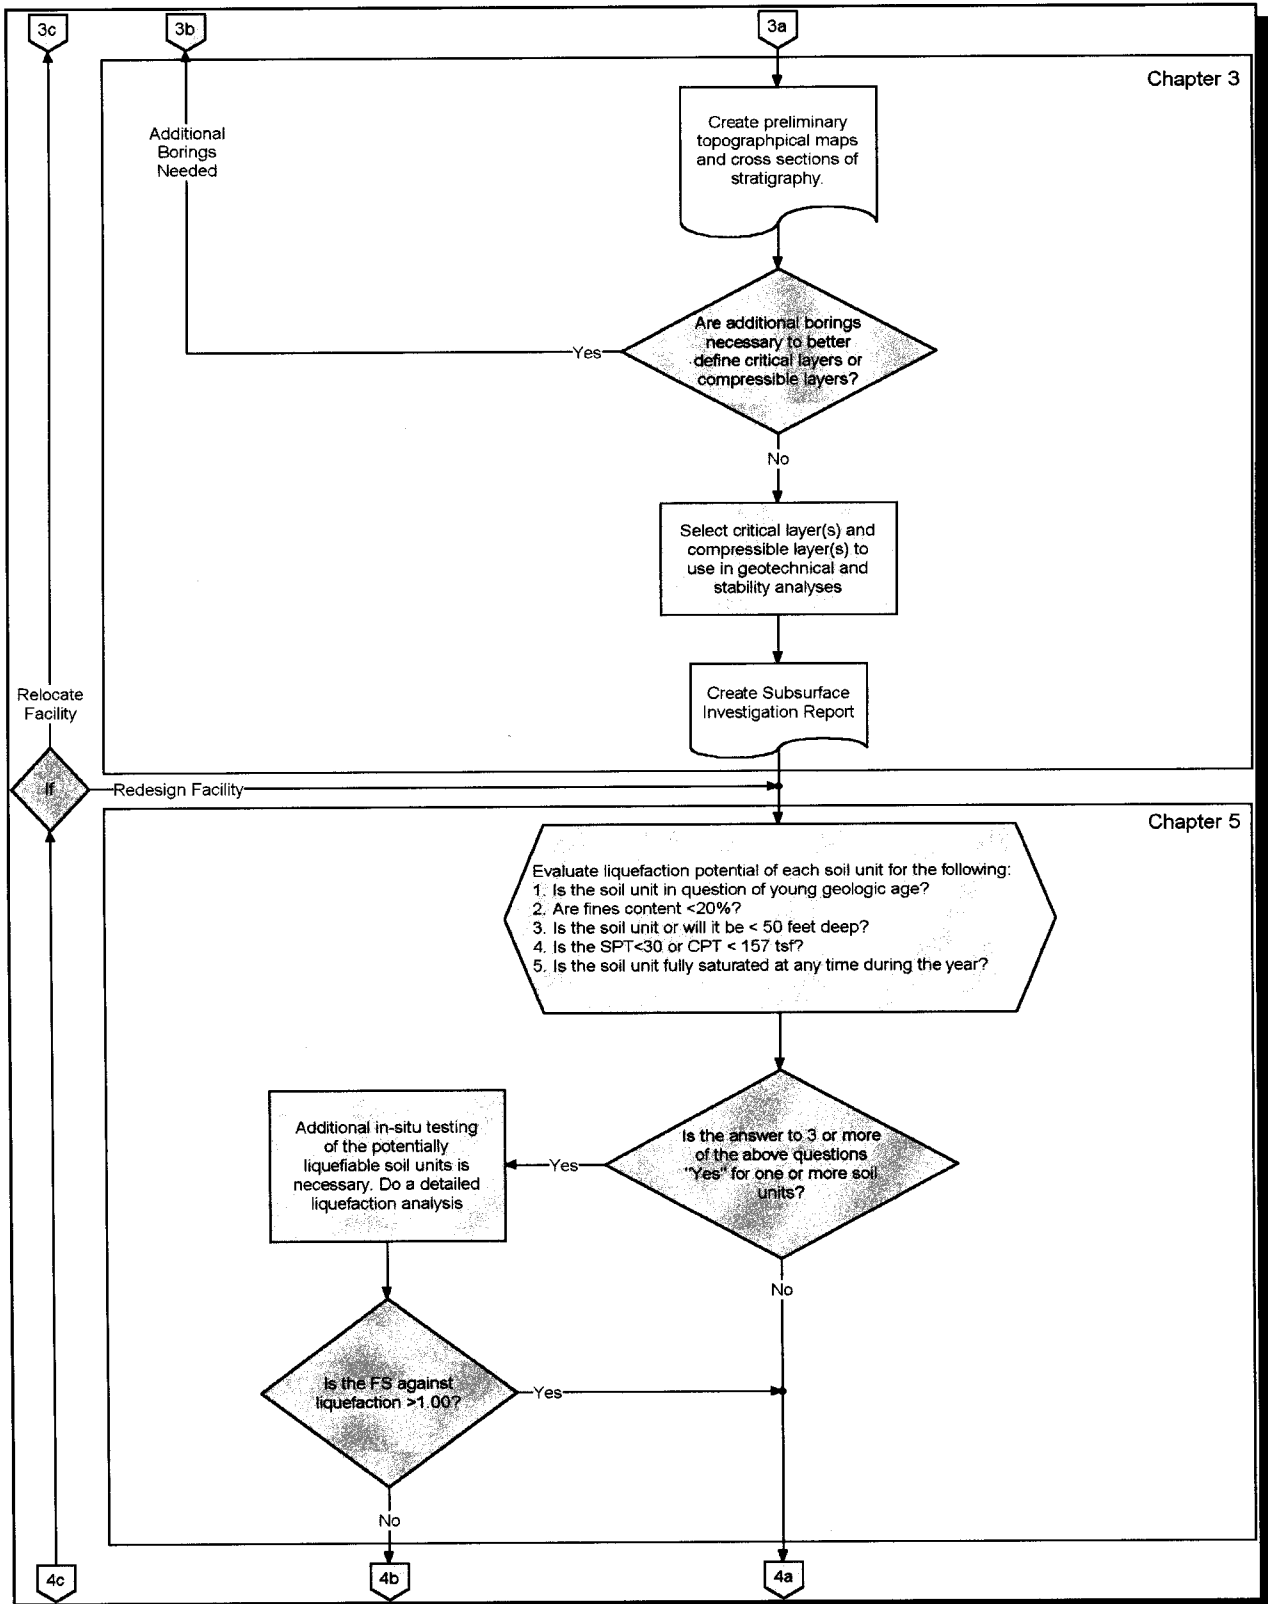 3c
3b
3a
Chapter 3
Create preliminary
topographpical maps
and cross sections of
stratigraphy.
Additional
Borings
Needed
Are additional borings
necessary to better
define critical layers or
compressible layers?
Yes
No
Select critical layer(s) and
compressible layer(s) to
use in geotechnical and
stability analyses
Create Subsurface
Investigation Report
Relocate
Facility
If
Redesign Facility
Chapter 5
Evaluate liquefaction potential of each soil unit for the following:
1. Is the soil unit in question of young geologic age?
2. Are fines content <20%?
3. Is the soil unit or will it be < 50 feet deep?
4. Is the SPT<30 or CPT < 157 tsf?
5. Is the soil unit fully saturated at any time during the year?
Is the answer to 3 or more
of the above questions
"Yes" for one or more soil
units?
Yes
Additional in-situ testing
of the potentially
liquefiable soil units is
necessary. Do a detailed
liquefaction analysis
No
Is the FS against
liquefaction >1.00?
Yes
No
4c
4b
4a